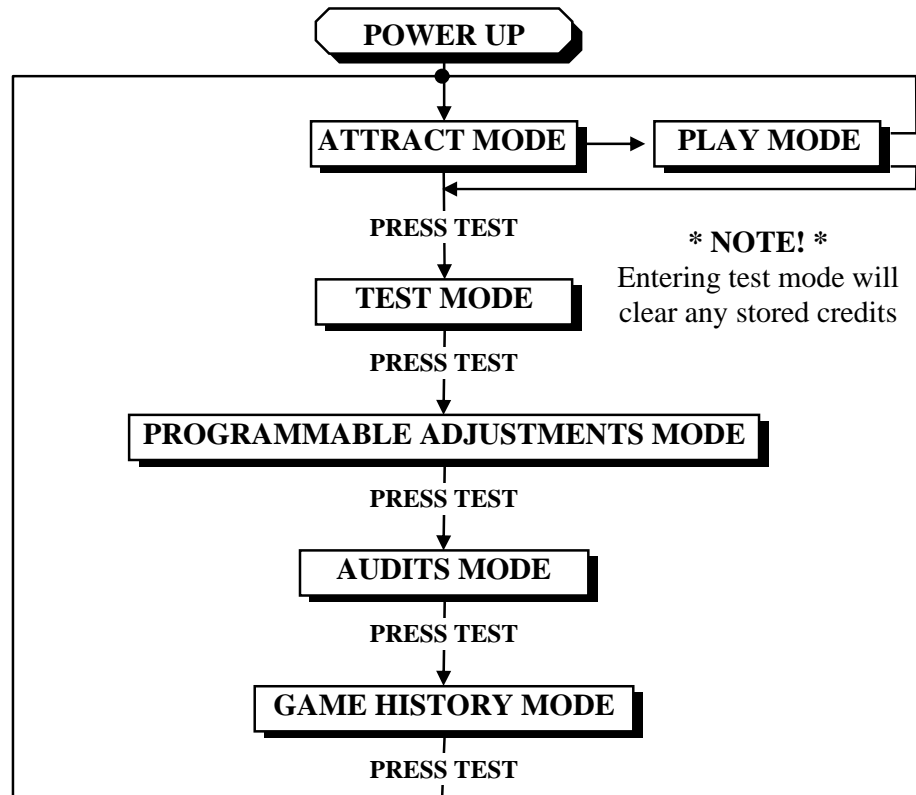 POWER UP
ATTRACT MODE
PLAY MODE
PRESS TEST
* NOTE! *
Entering test mode will
clear any stored credits
TEST MODE
PRESS TEST
PROGRAMMABLE ADJUSTMENTS MODE
PRESS TEST
AUDITS MODE
PRESS TEST
GAME HISTORY MODE
PRESS TEST